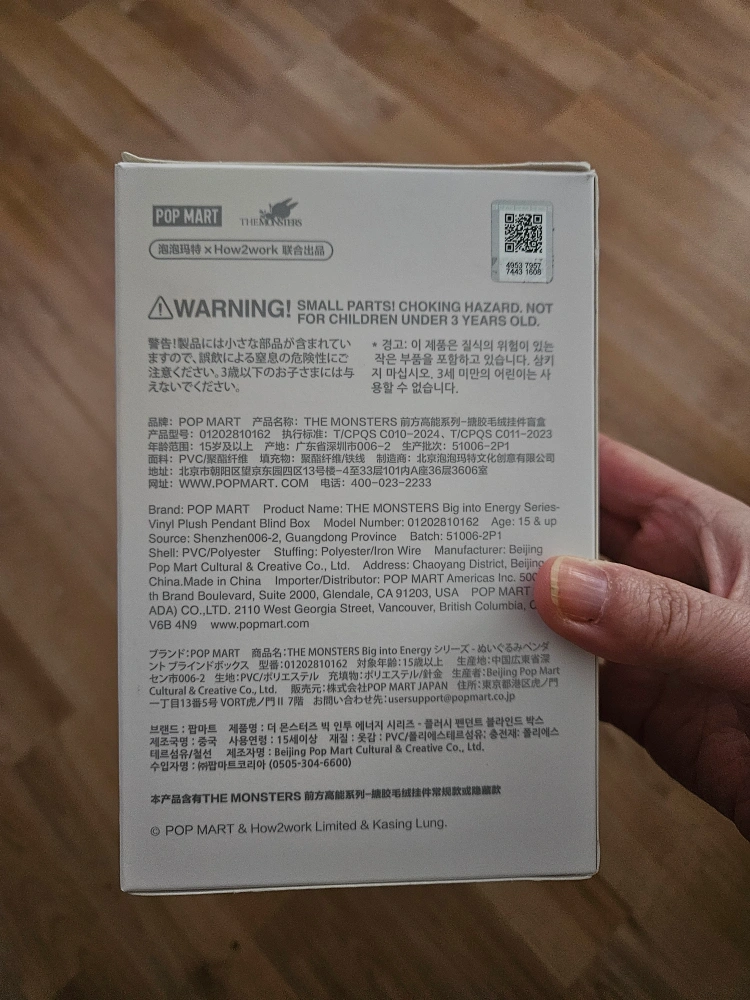 POP MART THE MONSTERS
泡泡玛特×How2work 联合出品
4953 7957
7443 1608
WARNING! SMALL PARTS! CHOKING HAZARD. NOT
FOR CHILDREN UNDER 3 YEARS OLD.
警告!製品には小さな部品が含まれてい
ますので、誤飲による窒息の危険性にご
注意ください。3歳以下のお子さまには与
えないでください。
* 경고: 이 제품은 질식의 위험이 있는
작은 부품을 포함하고 있습니다. 삼키
지 마십시오. 3세 미만의 어린이는 사
용할 수 없습니다.
品牌: POP MART 产品名称: THE MONSTERS 前方高能系列-搪胶毛绒挂件盲盒
产品型号: 01202810162 执行标准: T/CPQS C010-2024、T/CPQS C011-2023
年龄范围: 15岁及以上 产地: 广东省深圳市006-2 生产批次: 51006-2P1
面料: PVC/聚酯纤维 填充物: 聚酯纤维/铁线 制造商: 北京泡泡玛特文化创意有限公司
地址: 北京市朝阳区望京东园四区13号楼-4至33层101内A座36层3606室
网址: WWW.POPMART. COM 电话: 400-023-2233
Brand: POP MART Product Name: THE MONSTERS Big into Energy Series-
Vinyl Plush Pendant Blind Box Model Number: 01202810162 Age: 15 & up
Source: Shenzhen006-2, Guangdong Province Batch: 51006-2P1
Shell: PVC/Polyester Stuffing: Polyester/Iron Wire Manufacturer: Beijing
Pop Mart Cultural & Creative Co., Ltd. Address: Chaoyang District, Beijing
China.Made in China Importer/Distributor: POP MART Americas Inc. 500
th Brand Boulevard, Suite 2000, Glendale, CA 91203, USA POP MART
ADA) CO.,LTD. 2110 West Georgia Street, Vancouver, British Columbia,
V6B 4N9 www.popmart.com
ブランド:POP MART 商品名:THE MONSTERS Big into Energy シリーズ - ぬいぐるみペンダ
ント ブラインドボックス 型番:01202810162 対象年齢:15歳以上 生産地:中国広東省深
セン市006-2 生地:PVC/ポリエステル 充填物:ポリエステル/針金 生産者:Beijing Pop Mart
Cultural & Creative Co., Ltd. 販売元:株式会社POP MART JAPAN 住所:東京都港区虎ノ門
一丁目13番5号 VORT虎ノ門Ⅱ 7階 お問い合わせ先:usersupport@popmart.co.jp
브랜드 : 팝마트 제품명 : 더 몬스터즈 빅 인투 에너지 시리즈 - 플러시 펜던트 블라인드 박스
제조국명 : 중국 사용연령 : 15세이상 재질 : 옷감 : PVC/폴리에스테르섬유; 충전재: 폴리에스
테르섬유/철선 제조자명 : Beijing Pop Mart Cultural & Creative Co., Ltd.
수입자명 : ㈜팝마트코리아 (0505-304-6600)
本产品含有THE MONSTERS 前方高能系列-搪胶毛绒挂件常规款或隐藏款
© POP MART & How2work Limited & Kasing Lung.